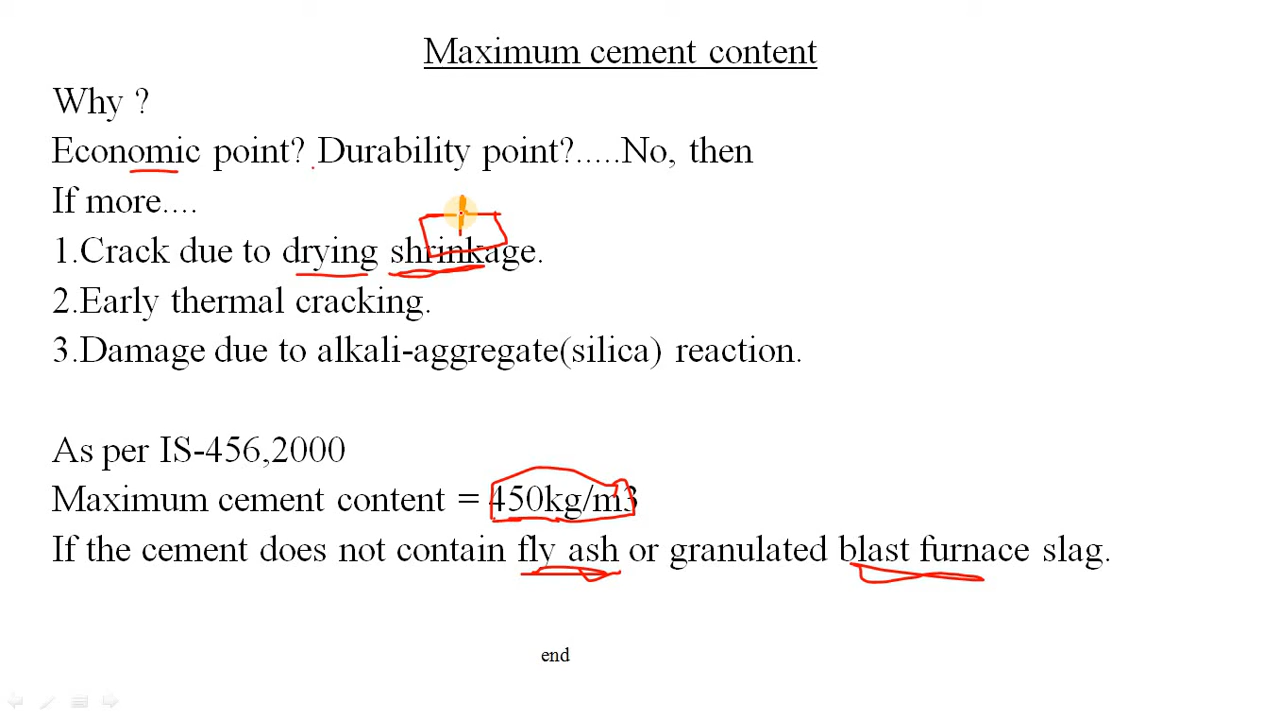 Maximum cement content
Why ?
Economic point? Durability point?.....No, then
If more....
1.Crack due to drying shrinkage.
2.Early thermal cracking.
3.Damage due to alkali-aggregate(silica) reaction.
As per IS-456,2000
Maximum cement content = 450kg/m3
If the cement does not contain fly ash or granulated blast furnace slag.
end